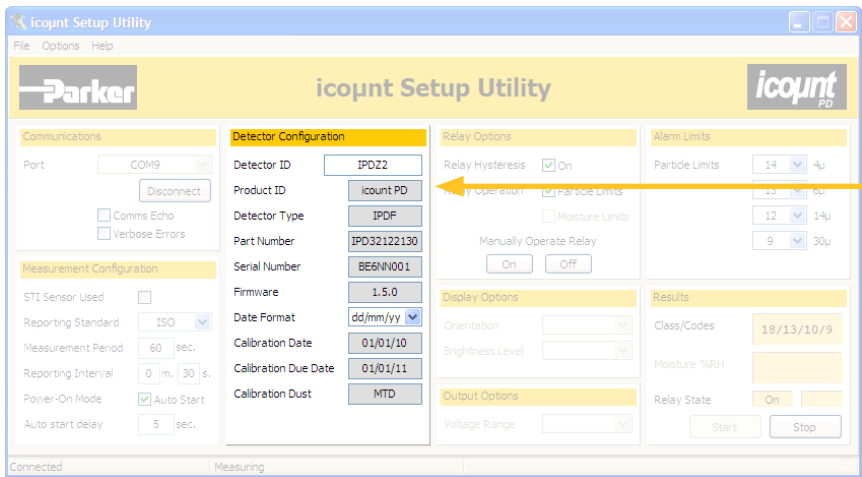 icoµnt Setup Utility
File Options Help
Parker
icoµnt Setup Utility
icoµnt
PD
Communications
Port COM9
Disconnect
Comms Echo
Verbose Errors
Measurement Configuration
STI Sensor Used
Reporting Standard ISO
Measurement Period 60 sec.
Reporting Interval 0 m. 30 s.
Power-On Mode Auto Start
Auto start delay 5 sec.
Detector Configuration
Detector ID IPDZ2
Product ID icount PD
Detector Type IPDF
Part Number IPD32122130
Serial Number BE6NN001
Firmware 1.5.0
Date Format dd/mm/yy
Calibration Date 01/01/10
Calibration Due Date 01/01/11
Calibration Dust MTD
Relay Options
Relay Hysteresis On
Relay Operation Particle Limits
Moisture Limits
Manually Operate Relay
On Off
Display Options
Orientation
Brightness Level
Output Options
Voltage Range
Alarm Limits
Particle Limits 14 4µ
13 6µ
12 14µ
9 30µ
Results
Class/Codes 18/13/10/9
Moisture %RH
Relay State On
Start Stop
Connected Measuring